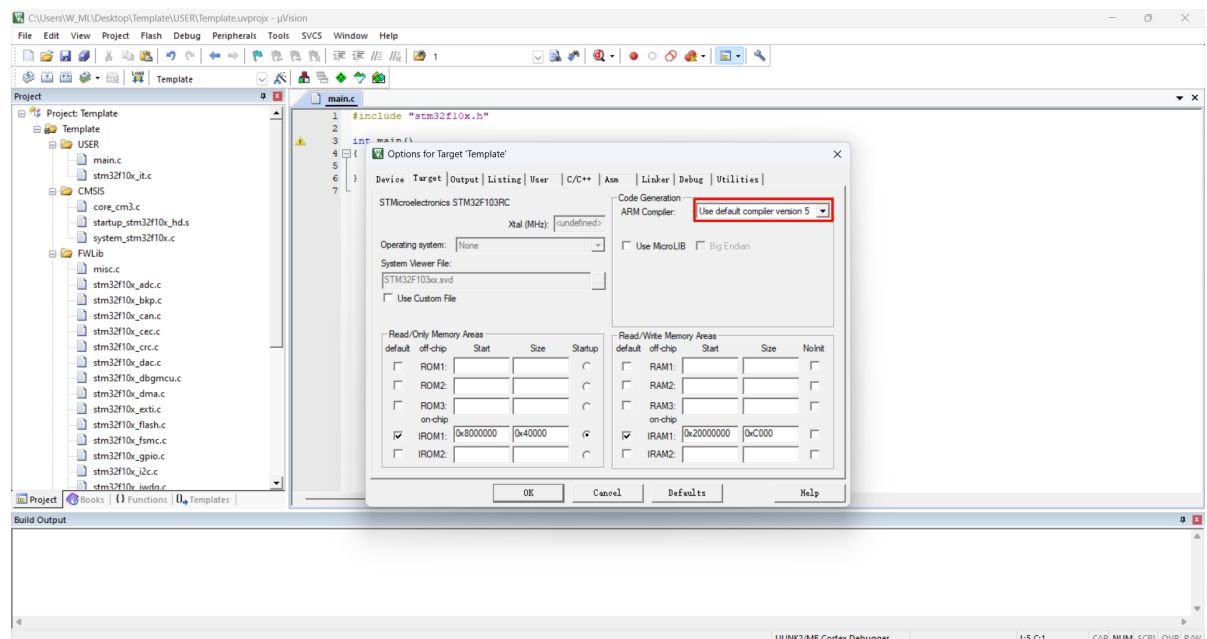 C:\Users\W_ML\Desktop\Template\USER\Template.uvprojx - µVision
File Edit View Project Flash Debug Peripherals Tools SVCS Window Help
1
LOAD Template
Project
main.c
Project: Template
Template
USER
main.c
stm32f10x_it.c
CMSIS
core_cm3.c
startup_stm32f10x_hd.s
system_stm32f10x.c
FWLib
misc.c
stm32f10x_adc.c
stm32f10x_bkp.c
stm32f10x_can.c
stm32f10x_cec.c
stm32f10x_crc.c
stm32f10x_dac.c
stm32f10x_dbgmcu.c
stm32f10x_dma.c
stm32f10x_exti.c
stm32f10x_flash.c
stm32f10x_fsmc.c
stm32f10x_gpio.c
stm32f10x_i2c.c
stm32f10x_iwdg.c
Project Books {} Functions Templates
1 #include "stm32f10x.h"
2
3 int main()
4 {
5
6 }
7
Options for Target 'Template'
Device Target Output Listing User C/C++ Asm Linker Debug Utilities
STMicroelectronics STM32F103RC
Xtal (MHz): <undefined>
Operating system: None
System Viewer File:
STM32F103xx.svd ...
Use Custom File
Code Generation
ARM Compiler: Use default compiler version 5
Use MicroLIB Big Endian
Read/Only Memory Areas
default off-chip Start Size Startup
ROM1:
ROM2:
ROM3:
on-chip
IROM1: 0x8000000 0x40000
IROM2:
Read/Write Memory Areas
default off-chip Start Size NoInit
RAM1:
RAM2:
RAM3:
on-chip
IRAM1: 0x20000000 0xC000
IRAM2:
OK Cancel Defaults Help
Build Output
ULINK2/ME Cortex Debugger L:5 C:1 CAP NUM SCRL OVR R/W